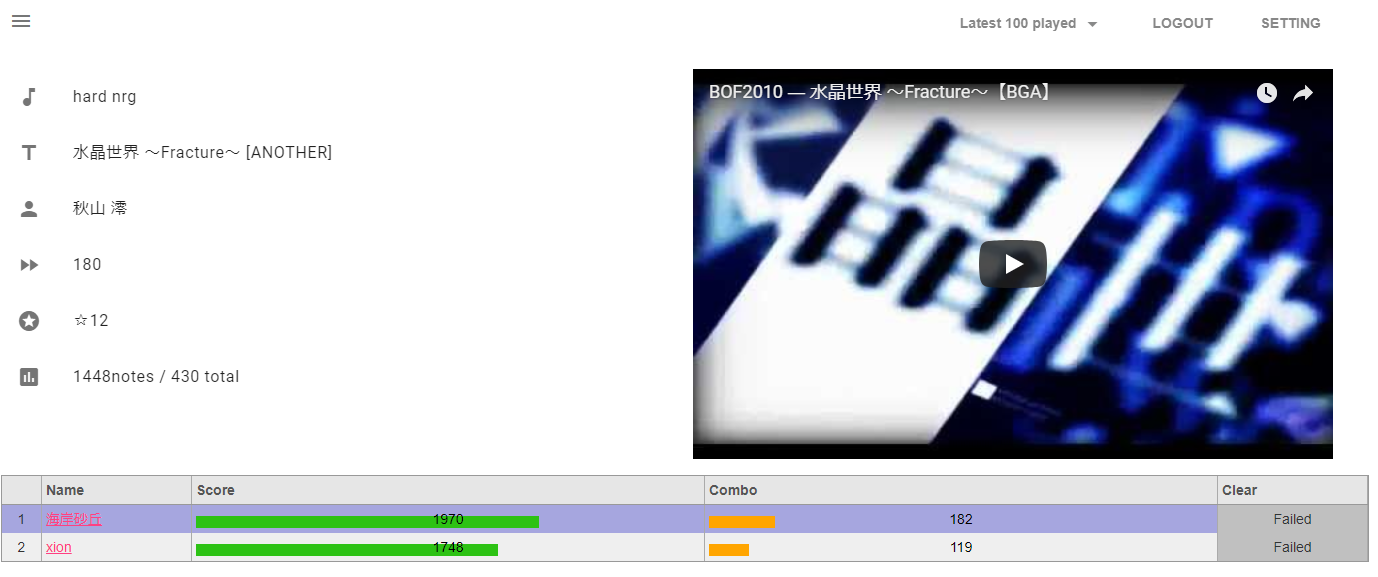 Latest 100 played LOGOUT SETTING
hard nrg
水晶世界 ～Fracture～ [ANOTHER]
秋山 澪
180
☆12
1448notes / 430 total
BOF2010 — 水晶世界 ～Fracture～【BGA】
Name Score Combo Clear
1 海岸砂丘 1970 182 Failed
2 xion 1748 119 Failed